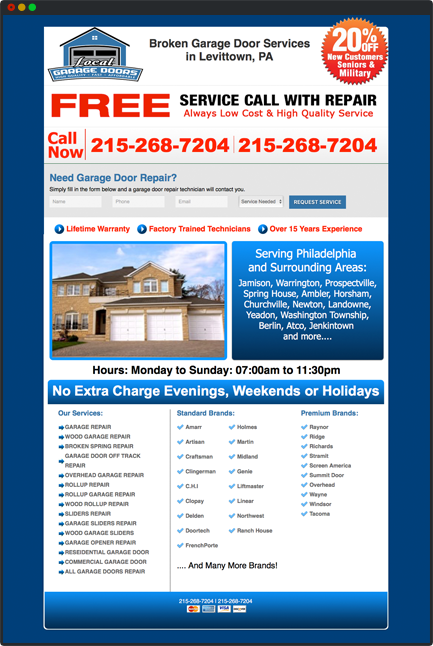 Local
GARAGE DOORS
Broken Garage Door Services
in Levittown, PA
20%
OFF
New Customers
Seniors &
Military
FREE SERVICE CALL WITH REPAIR
Always Low Cost & High Quality Service
Call
Now
215-268-7204 215-268-7204
Need Garage Door Repair?
Simply fill in the form below and a garage door repair technician will contact you.
Name Phone Email Service Needed REQUEST SERVICE
Lifetime Warranty Factory Trained Technicians Over 15 Years Experience
Serving Philadelphia
and Surrounding Areas:
Jamison, Warrington, Prospectville,
Spring House, Ambler, Horsham,
Churchville, Newton, Landowne,
Yeadon, Washington Township,
Berlin, Atco, Jenkintown
and more....
Hours: Monday to Sunday: 07:00am to 11:30pm
No Extra Charge Evenings, Weekends or Holidays
Our Services:
GARAGE REPAIR
WOOD GARAGE REPAIR
BROKEN SPRING REPAIR
GARAGE DOOR OFF TRACK
REPAIR
OVERHEAD GARAGE REPAIR
ROLLUP REPAIR
ROLLUP GARAGE REPAIR
WOOD ROLLUP REPAIR
SLIDERS REPAIR
GARAGE SLIDERS REPAIR
WOOD GARAGE SLIDERS
GARAGE OPENER REPAIR
RESEIDENTIAL GARAGE DOOR
COMMERCIAL GARAGE DOOR
ALL GARAGE DOORS REPAIR
Standard Brands:
Amarr Holmes
Artisan Martin
Craftsman Midland
Clingerman Genie
C.H.I Liftmaster
Clopay Linear
Delden Northwest
Doortech Ranch House
FrenchPorte
.... And Many More Brands!
Premium Brands:
Raynor
Ridge
Richards
Stramit
Screen America
Summit Door
Overhead
Wayne
Windsor
Tacoma
215-268-7204 | 215-268-7204
VISA